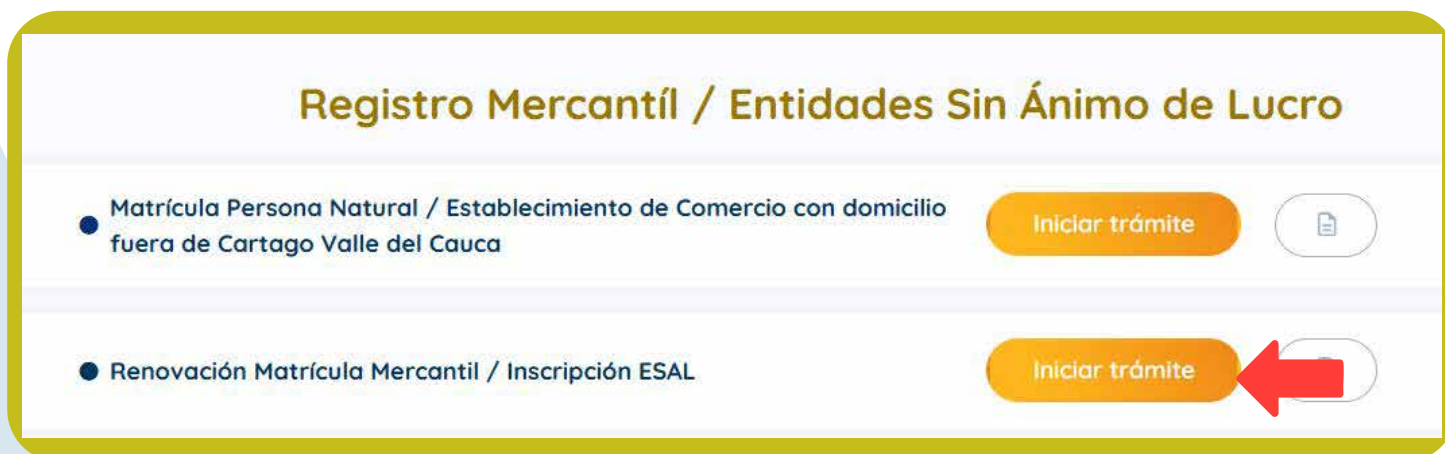 Registro Mercantíl / Entidades Sin Ánimo de Lucro
Matrícula Persona Natural / Establecimiento de Comercio con domicilio
fuera de Cartago Valle del Cauca
Iniciar trámite
Renovación Matrícula Mercantil / Inscripción ESAL
Iniciar trámite